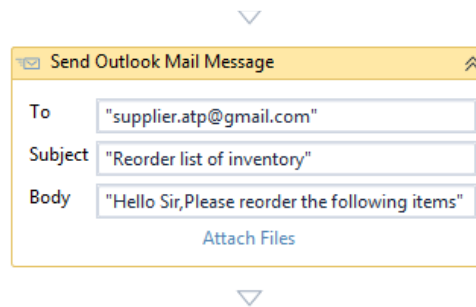 Send Outlook Mail Message
To "supplier.atp@gmail.com"
Subject "Reorder list of inventory"
Body "Hello Sir,Please reorder the following items"
Attach Files